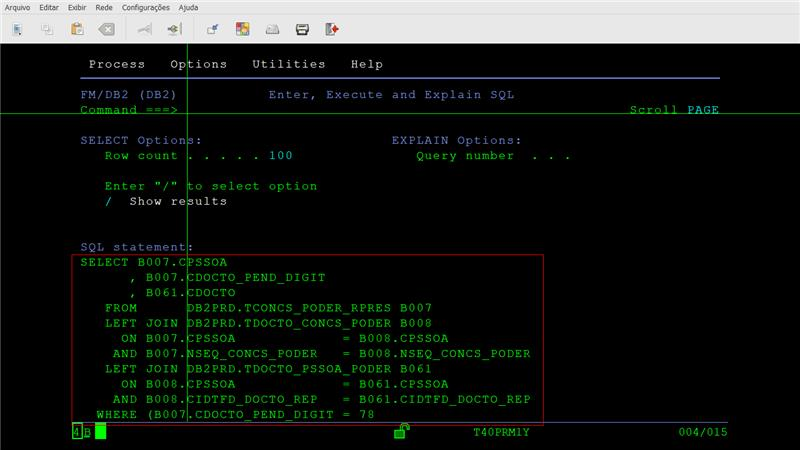 Arquivo Editar Exibir Rede Configurações Ajuda
Process Options Utilities Help
FM/DB2 (DB2) Enter, Execute and Explain SQL
Command ===> Scroll PAGE
SELECT Options: EXPLAIN Options:
Row count . . . . . 100 Query number . . .
Enter "/" to select option
/ Show results
SQL statement:
SELECT B007.CPSSOA
, B007.CDOCTO_PEND_DIGIT
, B061.CDOCTO
FROM DB2PRD.TCONCS_PODER_RPRES B007
LEFT JOIN DB2PRD.TDOCTO_CONCS_PODER B008
ON B007.CPSSOA = B008.CPSSOA
AND B007.NSEQ_CONCS_PODER = B008.NSEQ_CONCS_PODER
LEFT JOIN DB2PRD.TDOCTO_PSSOA_PODER B061
ON B008.CPSSOA = B061.CPSSOA
AND B008.CIDTFD_DOCTO_REP = B061.CIDTFD_DOCTO_REP
WHERE (B007.CDOCTO_PEND_DIGIT = 78
4 B T40PRM1Y 004/015